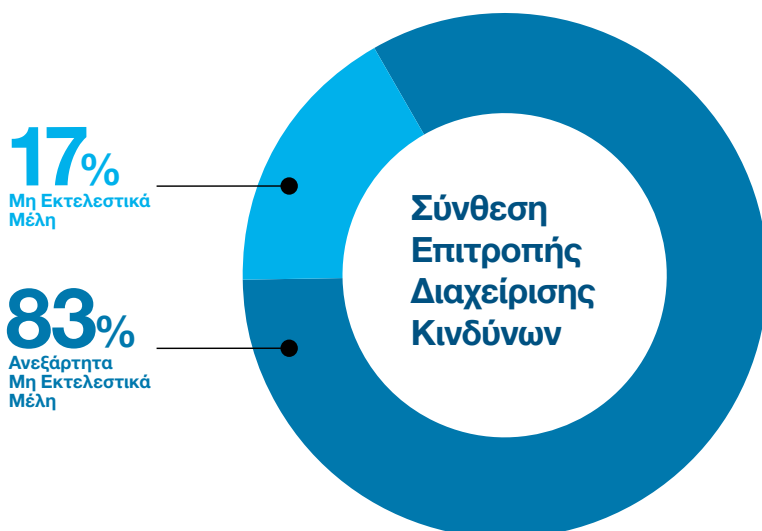 17%
Μη Εκτελεστικά
Μέλη
83%
Ανεξάρτητα
Μη Εκτελεστικά
Μέλη
Σύνθεση
Επιτροπής
Διαχείρισης
Κινδύνων